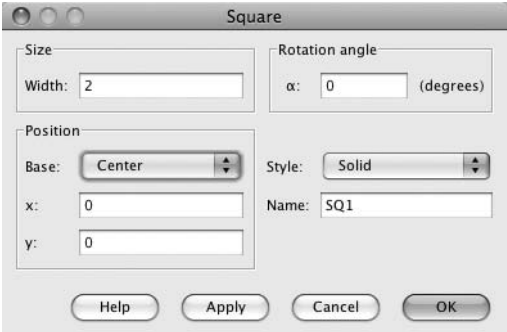 Square
Size
Width: 2
Rotation angle
α: 0 (degrees)
Position
Base: Center
x: 0
y: 0
Style: Solid
Name: SQ1
Help Apply Cancel OK